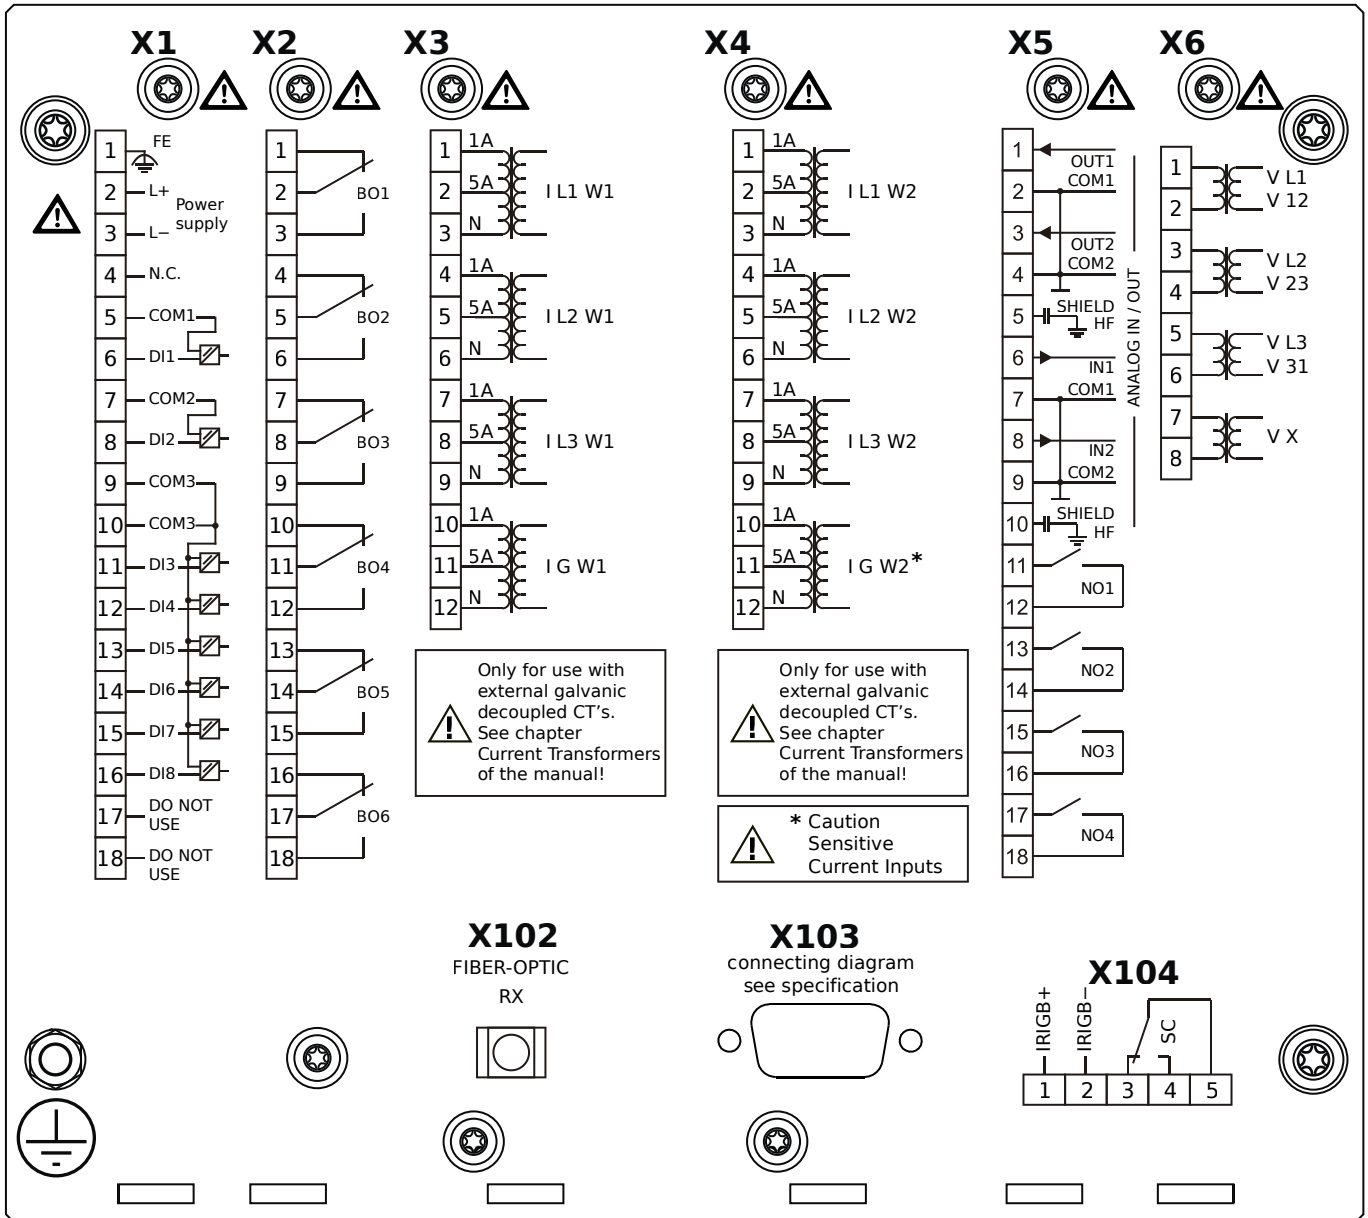 X1
X2
X3
X4
X5
X6
1
FE
2
L+
Power
supply
3
L−
4
N.C.
5
COM1
6
DI1
7
COM2
8
DI2
9
COM3
10
COM3
11
DI3
12
DI4
13
DI5
14
DI6
15
DI7
16
DI8
17
DO NOT
USE
18
DO NOT
USE
1
2
BO1
3
4
5
BO2
6
7
8
BO3
9
10
11
BO4
12
13
14
BO5
15
16
17
BO6
18
1
1A
2
5A
I L1 W1
3
N
4
1A
5
5A
I L2 W1
6
N
7
1A
8
5A
I L3 W1
9
N
10
1A
11
5A
I G W1
12
N
Only for use with
external galvanic
decoupled CT's.
See chapter
Current Transformers
of the manual!
1
1A
2
5A
I L1 W2
3
N
4
1A
5
5A
I L2 W2
6
N
7
1A
8
5A
I L3 W2
9
N
10
1A
11
5A
I G W2*
12
N
Only for use with
external galvanic
decoupled CT's.
See chapter
Current Transformers
of the manual!
* Caution
Sensitive
Current Inputs
1
OUT1
2
COM1
3
OUT2
4
COM2
5
SHIELD
HF
6
IN1
7
COM1
8
IN2
9
COM2
10
SHIELD
HF
ANALOG IN / OUT
11
NO1
12
13
NO2
14
15
NO3
16
17
NO4
18
1
V L1
2
V 12
3
V L2
4
V 23
5
V L3
6
V 31
7
V X
8
X102
FIBER-OPTIC
RX
X103
connecting diagram
see specification
X104
IRIGB+
IRIGB−
SC
1
2
3
4
5